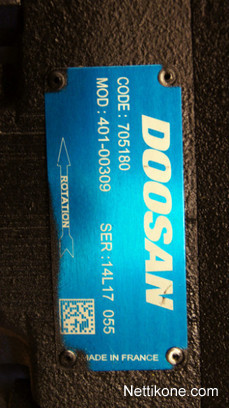 DOOSAN
CODE: 705180
MOD: 401-00309 SER: 14L17 055
ROTATION
MADE IN FRANCE
Nettikone.com